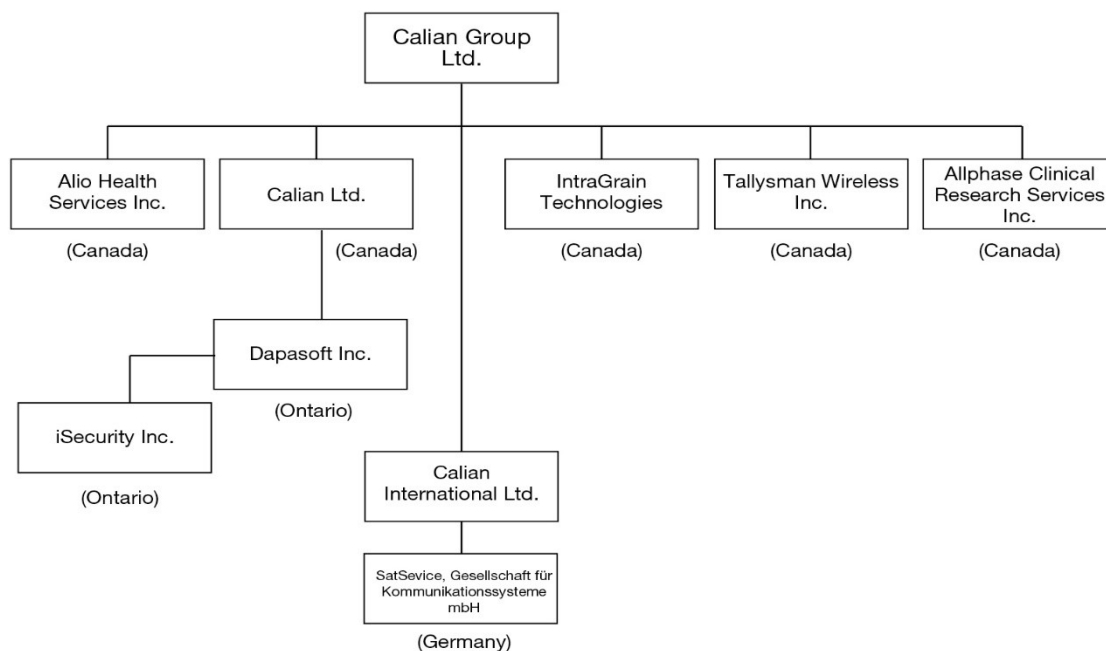 Calian Group
Ltd.
Alio Health
Services Inc.
(Canada)
Calian Ltd.
(Canada)
IntraGrain
Technologies
(Canada)
Tallysman Wireless
Inc.
(Canada)
Allphase Clinical
Research Services
Inc.
(Canada)
Dapasoft Inc.
(Ontario)
iSecurity Inc.
(Ontario)
Calian
International Ltd.
SatSevice, Gesellschaft für
Kommunikationssysteme
mbH
(Germany)